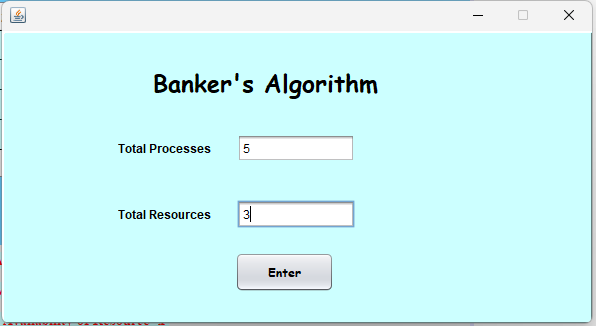 Banker's Algorithm
Total Processes 5
Total Resources 3
Enter